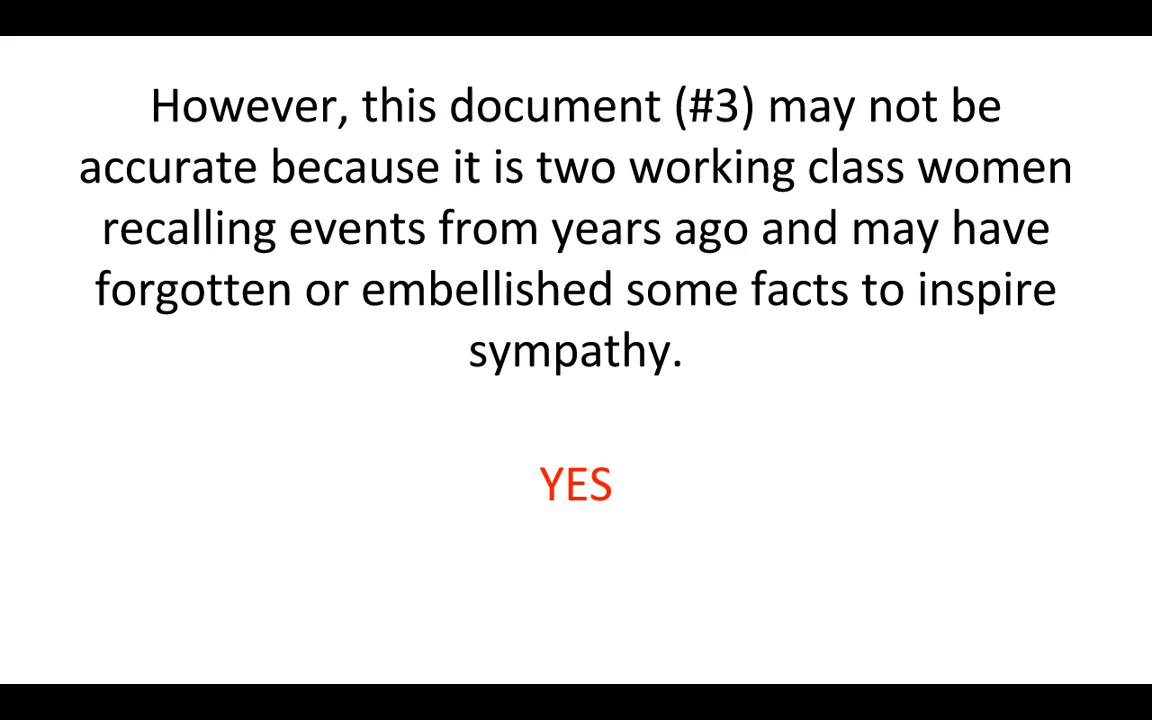 However, this document (#3) may not be
accurate because it is two working class women
recalling events from years ago and may have
forgotten or embellished some facts to inspire
sympathy.
YES